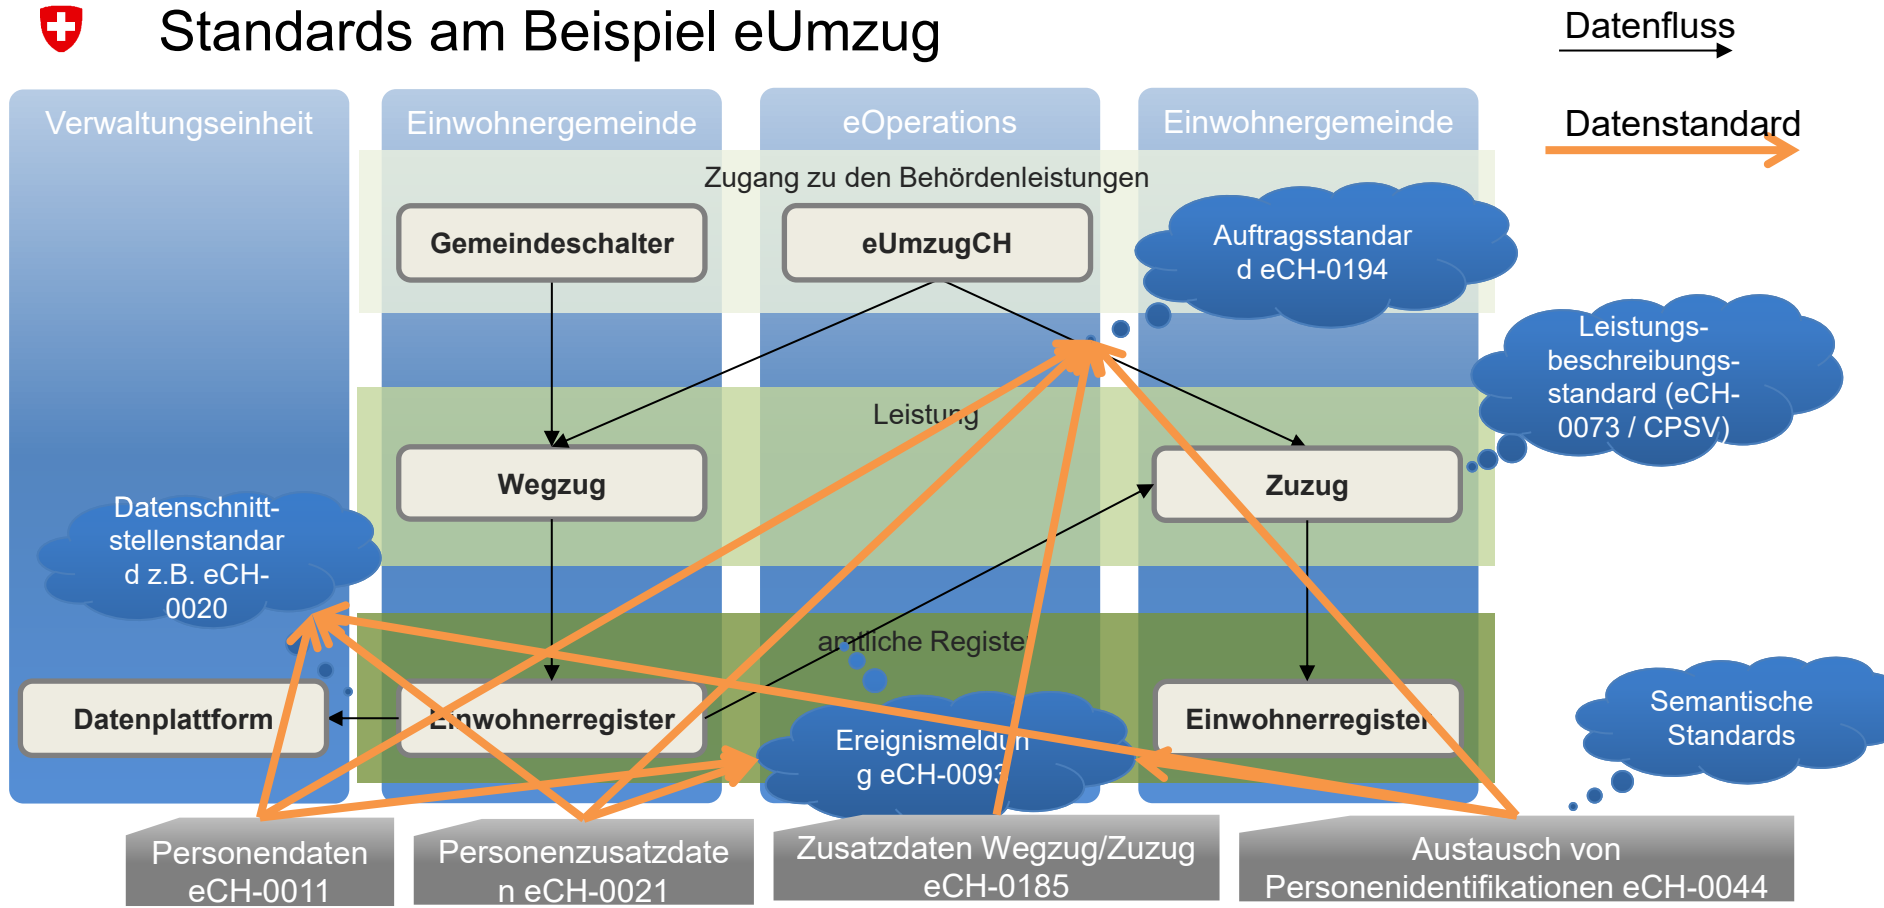 Standards am Beispiel eUmzug
Datenfluss
Datenstandard
Verwaltungseinheit
Einwohnergemeinde
eOperations
Einwohnergemeinde
Zugang zu den Behördenleistungen
Gemeindeschalter
eUmzugCH
Auftragsstandar
d eCH-0194
Leistungs-
beschreibungs-
standard (eCH-
0073 / CPSV)
Leistung
Wegzug
Zuzug
Datenschnitt-
stellenstandar
d z.B. eCH-
0020
amtliche Register
Datenplattform
Einwohnerregister
Ereignismeldun
g eCH-0093
Einwohnerregister
Semantische
Standards
Personendaten
eCH-0011
Personenzusatzdate
n eCH-0021
Zusatzdaten Wegzug/Zuzug
eCH-0185
Austausch von
Personenidentifikationen eCH-0044